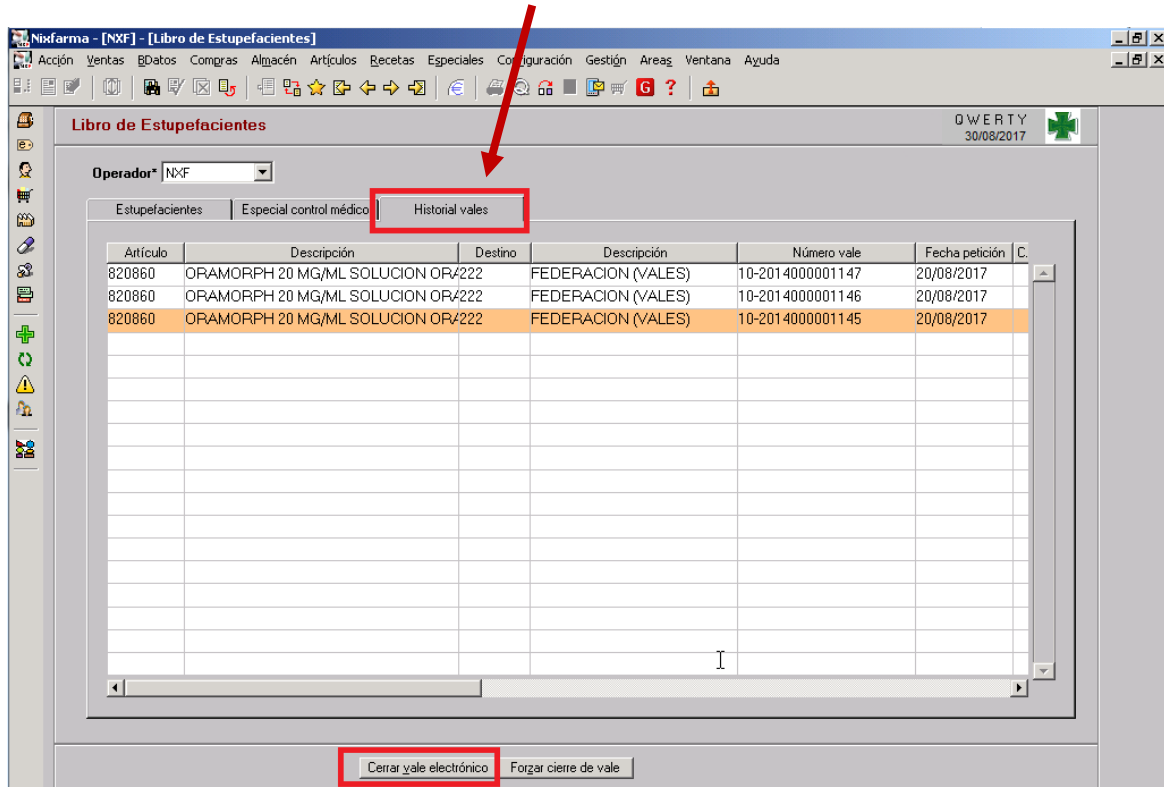 Nixfarma - [NXF] - [Libro de Estupefacientes]
Acción Ventas BDatos Compras Almacén Artículos Recetas Especiales Configuración Gestión Areas Ventana Ayuda
Libro de Estupefacientes
QWERTY
30/08/2017
Operador* NXF
Estupefacientes Especial control médico Historial vales
Artículo Descripción Destino Descripción Número vale Fecha petición C.
820860 ORAMORPH 20 MG/ML SOLUCION ORA 222 FEDERACION (VALES) 10-2014000001147 20/08/2017
820860 ORAMORPH 20 MG/ML SOLUCION ORA 222 FEDERACION (VALES) 10-2014000001146 20/08/2017
820860 ORAMORPH 20 MG/ML SOLUCION ORA 222 FEDERACION (VALES) 10-2014000001145 20/08/2017
Cerrar vale electrónico Forzar cierre de vale